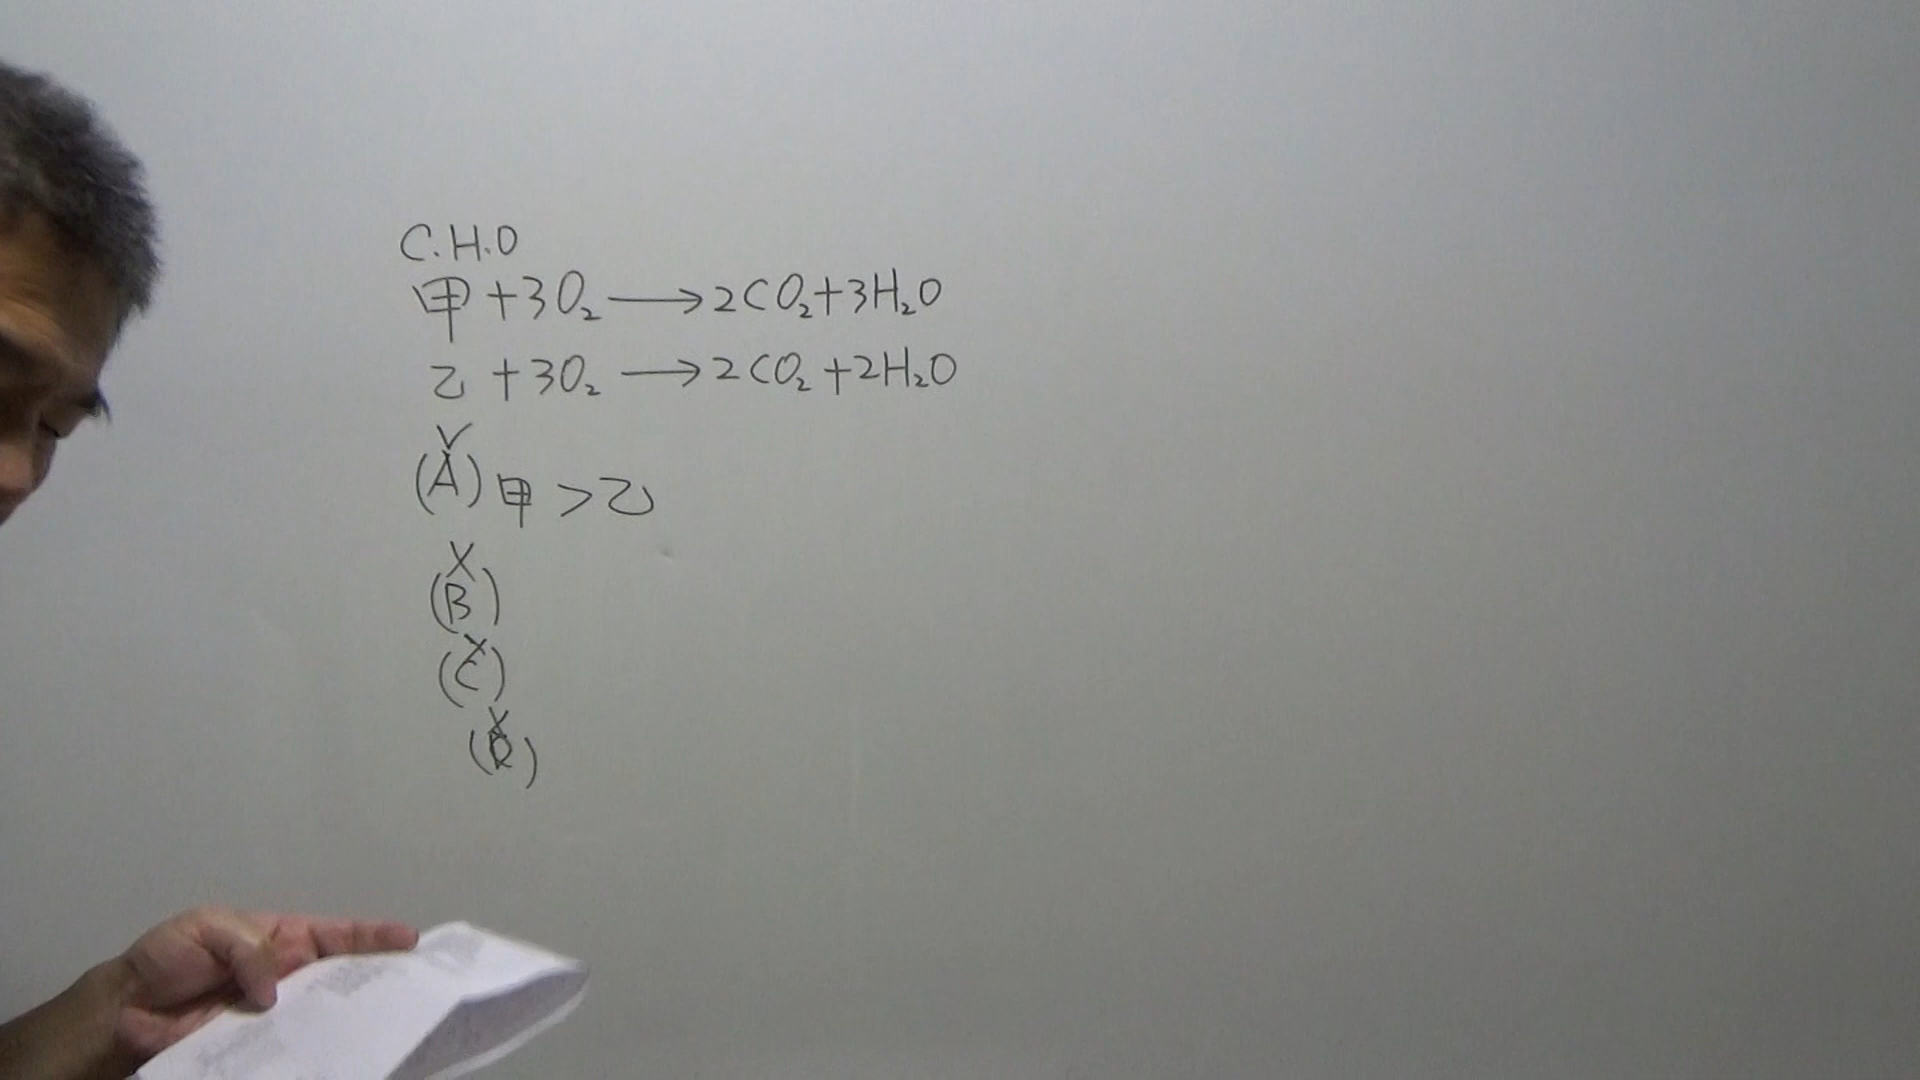 C.H.O
甲+3O₂⟶2CO₂+3H₂O
乙+3O₂⟶2CO₂+2H₂O
✓
(A) 甲>乙
X
(B)
X
(C)
X
(D)